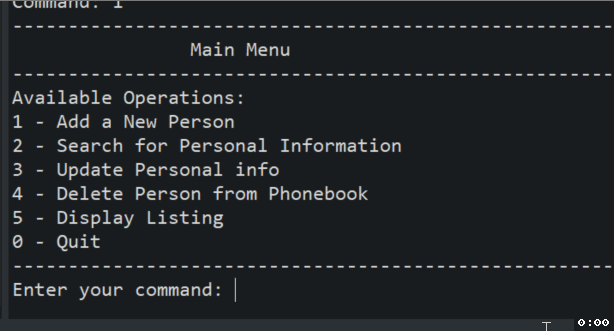 Command: 1
-------------------------------------------------------
Main Menu
-------------------------------------------------------
Available Operations:
1 - Add a New Person
2 - Search for Personal Information
3 - Update Personal info
4 - Delete Person from Phonebook
5 - Display Listing
0 - Quit
-------------------------------------------------------
Enter your command:
0:00